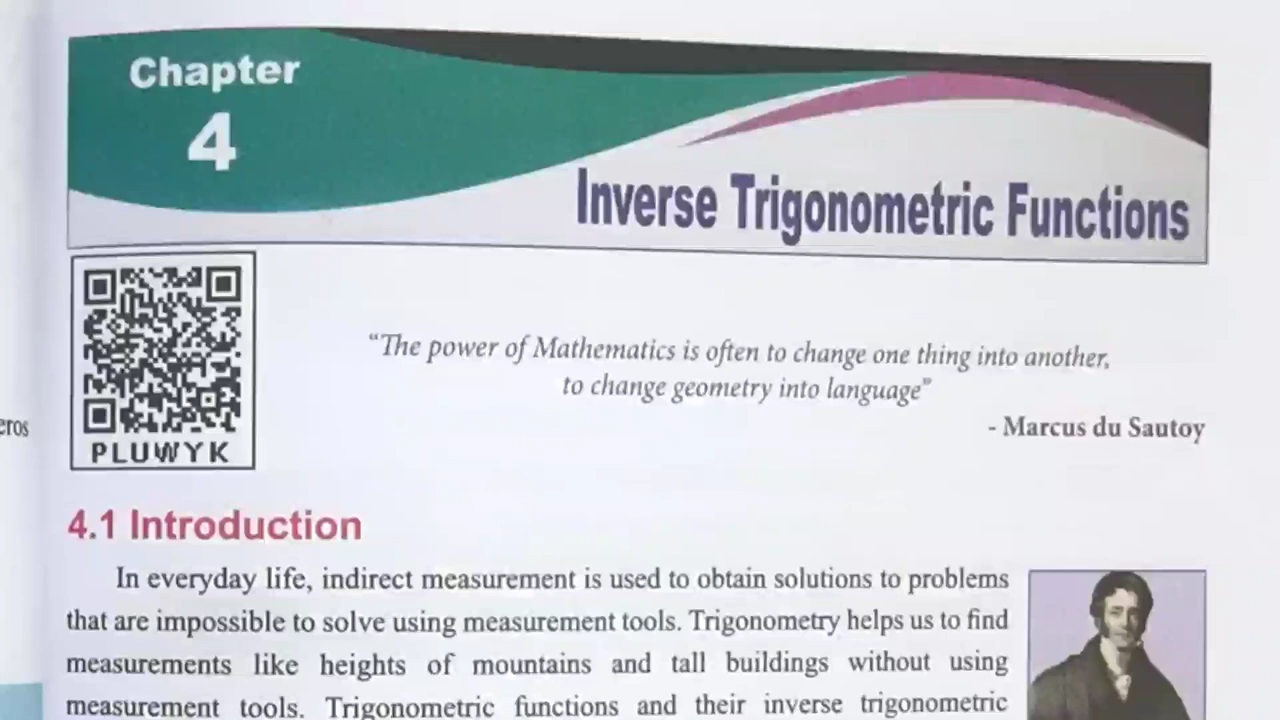 Chapter
4
Inverse Trigonometric Functions
"The power of Mathematics is often to change one thing into another,
to change geometry into language"
- Marcus du Sautoy
eros
PLUWYK
4.1 Introduction
In everyday life, indirect measurement is used to obtain solutions to problems
that are impossible to solve using measurement tools. Trigonometry helps us to find
measurements like heights of mountains and tall buildings without using
measurement tools. Trigonometric functions and their inverse trigonometric